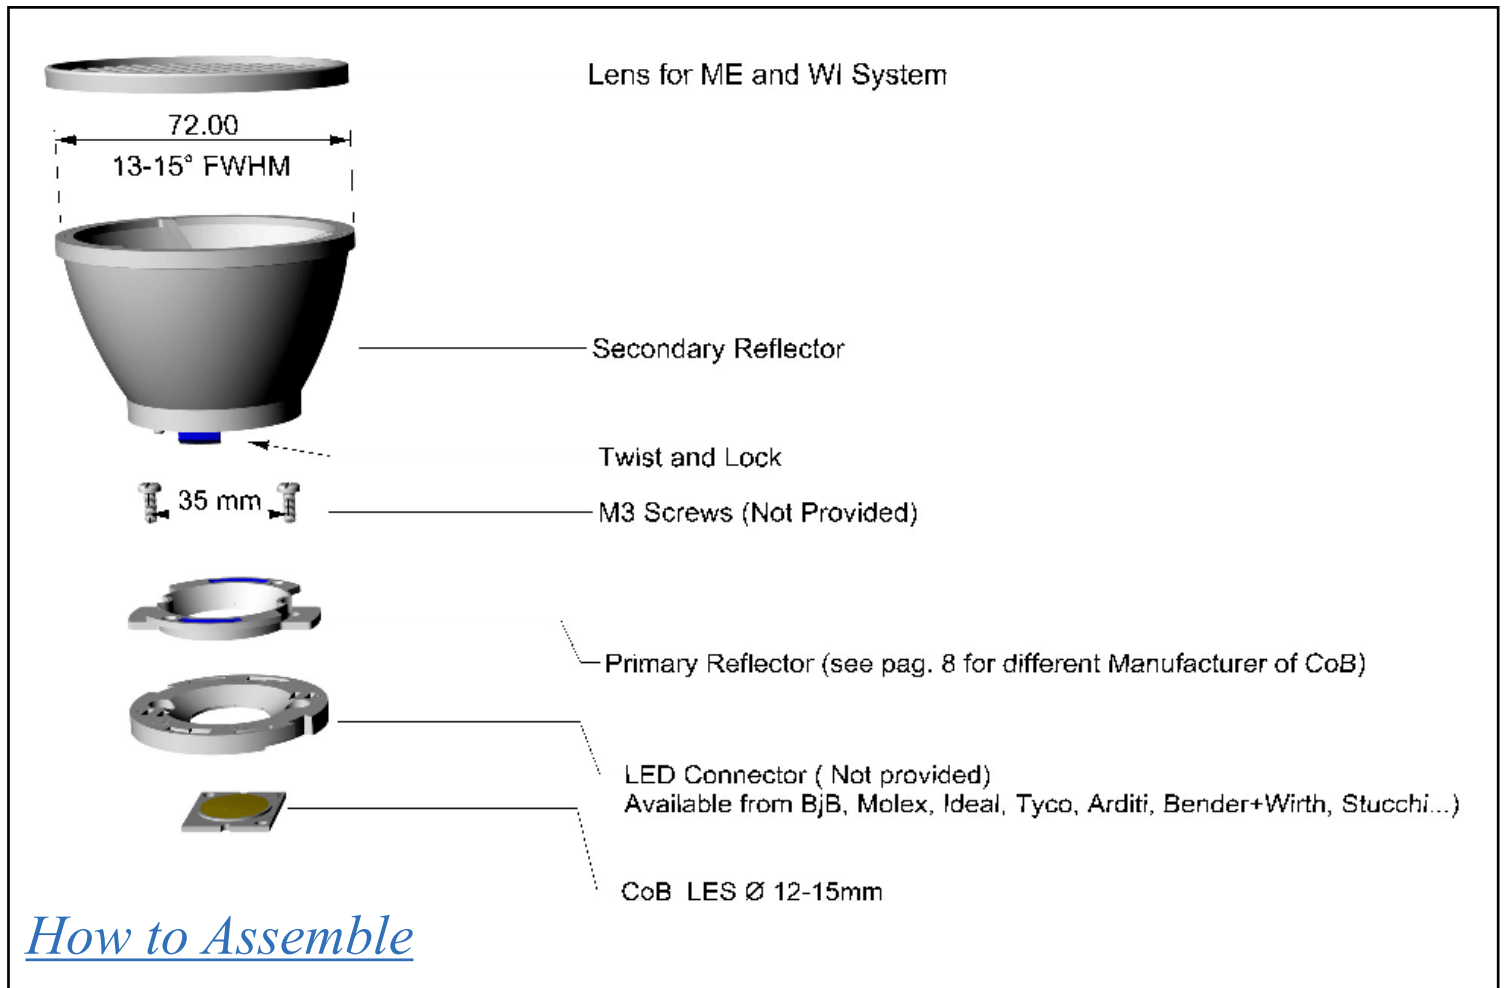 Lens for ME and WI System
72.00
13-15° FWHM
Secondary Reflector
Twist and Lock
35 mm
M3 Screws (Not Provided)
Primary Reflector (see pag. 8 for different Manufacturer of CoB)
LED Connector ( Not provided)
Available from BjB, Molex, Ideal, Tyco, Arditi, Bender+Wirth, Stucchi...)
CoB LES Ø 12-15mm
How to Assemble